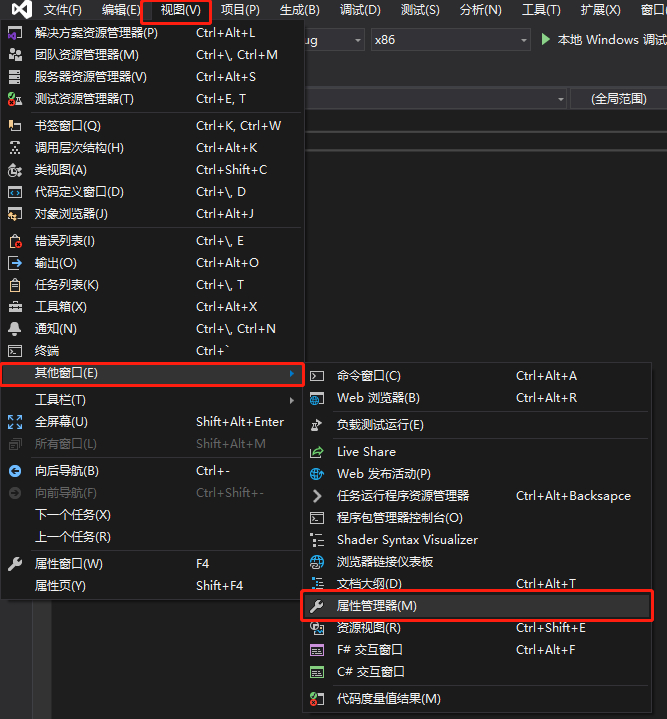 文件(F) 编辑(E) 视图(V) 项目(P) 生成(B) 调试(D) 测试(S) 分析(N) 工具(T) 扩展(X) 窗口
解决方案资源管理器(P) Ctrl+Alt+L
ug x86 本地 Windows 调试
团队资源管理器(M) Ctrl+\, Ctrl+M
服务器资源管理器(V) Ctrl+Alt+S
测试资源管理器(T) Ctrl+E, T
(全局范围)
书签窗口(Q) Ctrl+K, Ctrl+W
调用层次结构(H) Ctrl+Alt+K
类视图(A) Ctrl+Shift+C
代码定义窗口(D) Ctrl+\, D
对象浏览器(J) Ctrl+Alt+J
错误列表(I) Ctrl+\, E
输出(O) Ctrl+Alt+O
任务列表(K) Ctrl+\, T
工具箱(X) Ctrl+Alt+X
通知(N) Ctrl+\, Ctrl+N
终端 Ctrl+`
其他窗口(E)
工具栏(T)
全屏幕(U) Shift+Alt+Enter
所有窗口(L) Shift+Alt+M
向后导航(B) Ctrl+-
向前导航(F) Ctrl+Shift+-
下一个任务(X)
上一个任务(R)
属性窗口(W) F4
属性页(Y) Shift+F4
命令窗口(C) Ctrl+Alt+A
Web 浏览器(B) Ctrl+Alt+R
负载测试运行(E)
Live Share
Web 发布活动(P)
任务运行程序资源管理器 Ctrl+Alt+Backsapce
程序包管理器控制台(O)
Shader Syntax Visualizer
浏览器链接仪表板
文档大纲(D) Ctrl+Alt+T
属性管理器(M)
资源视图(R) Ctrl+Shift+E
F# 交互窗口 Ctrl+Alt+F
C# 交互窗口
代码度量值结果(M)